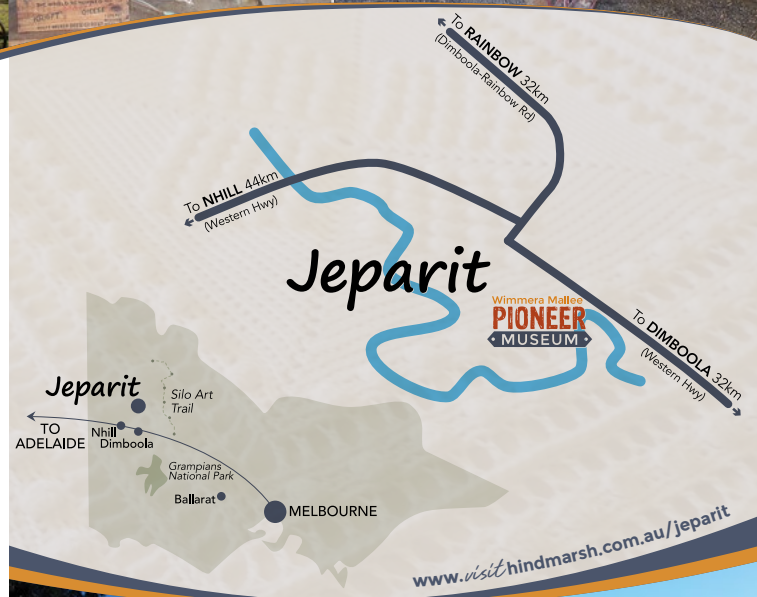 To RAINBOW 32km
(Dimboola-Rainbow Rd)
To NHILL 44km
(Western Hwy)
Jeparit
Wimmera Mallee
PIONEER
MUSEUM
To DIMBOOLA 32km
(Western Hwy)
Jeparit
Silo Art
Trail
TO
ADELAIDE
Nhill
Dimboola
Grampians
National Park
Ballarat
MELBOURNE
www.visithindmarsh.com.au/jeparit